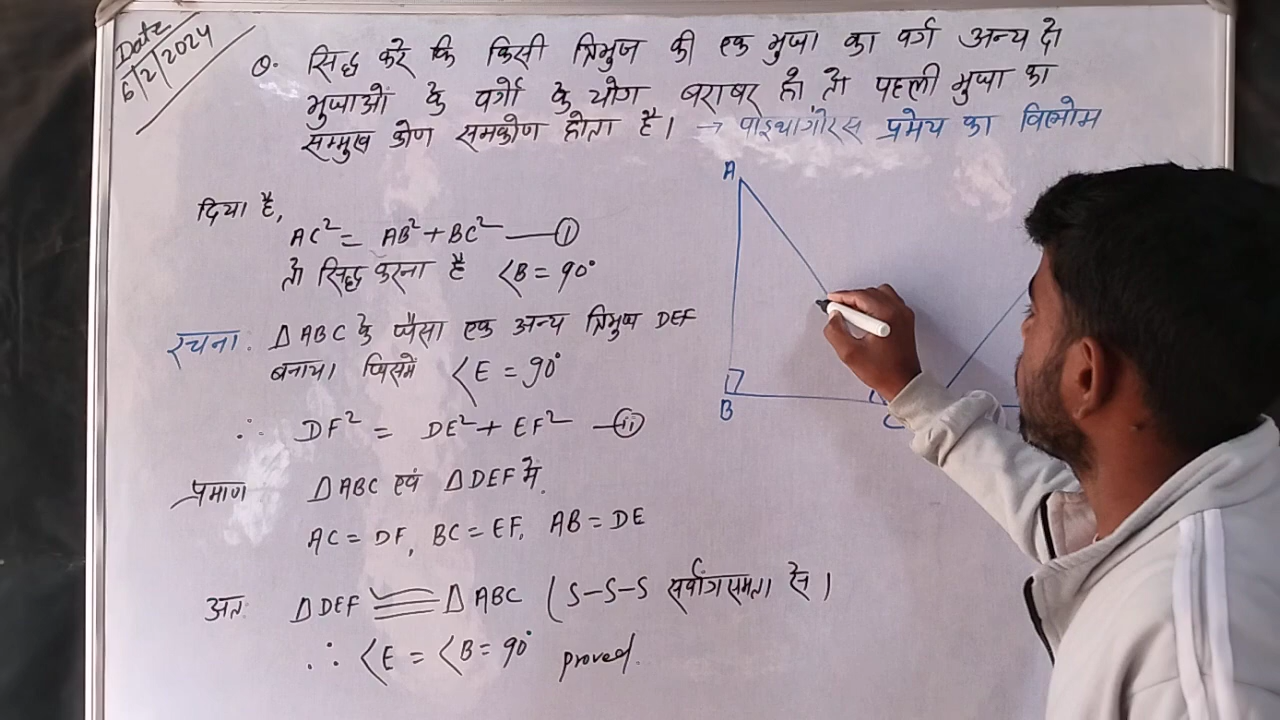 Date
6/2/2024
Q. सिद्ध करे कि किसी त्रिभुज की एक भुजा का वर्ग अन्य दो
भुजाओं के वर्गो के योग बराबर हो तो पहली भुजा का
सम्मुख कोण समकोण होता है। → पाइथागोरस प्रमेय का विलोम
दिया है,
AC² = AB² + BC² — ①
तो सिद्ध करना है <B = 90°
रचना. ΔABC के जैसा एक अन्य त्रिभुज DEF
बनाया जिसमें <E = 90°
∴ DF² = DE² + EF² — ⅱ
प्रमाण ΔABC एवं ΔDEF में.
AC = DF, BC = EF, AB = DE
अतः ΔDEF ≅ ΔABC (S-S-S सर्वांगसमता से।
∴ <E = <B = 90° proved.
A
B
C